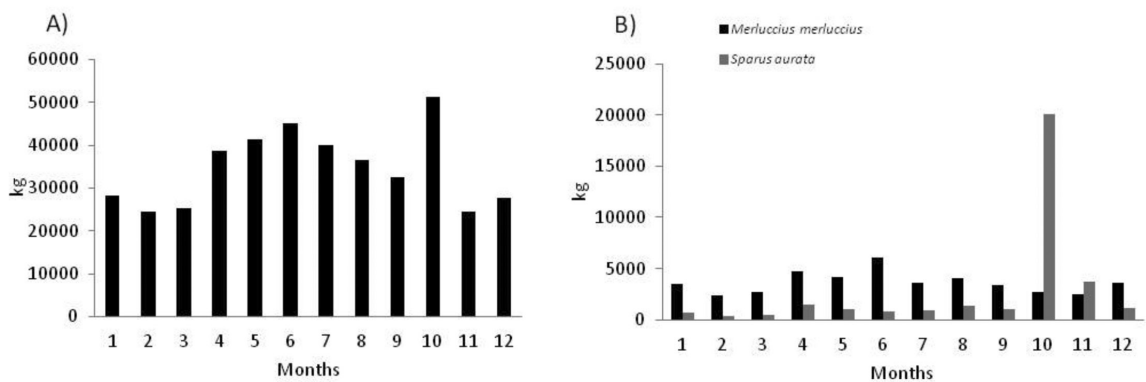 A)
60000
50000
40000
30000
20000
10000
0
kg
1 2 3 4 5 6 7 8 9 10 11 12
Months
B)
Merluccius merluccius
Sparus aurata
25000
20000
15000
10000
5000
0
kg
1 2 3 4 5 6 7 8 9 10 11 12
Months